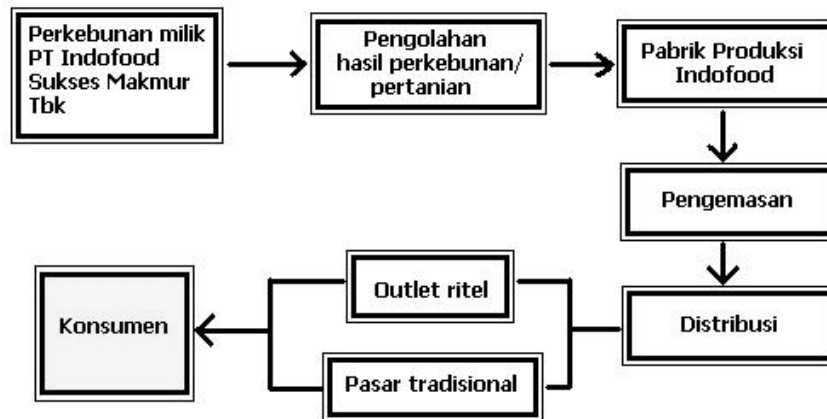 Perkebunan milik
PT Indofood
Sukses Makmur
Tbk
Pengolahan
hasil perkebunan/
pertanian
Pabrik Produksi
Indofood
Pengemasan
Distribusi
Outlet ritel
Pasar tradisional
Konsumen